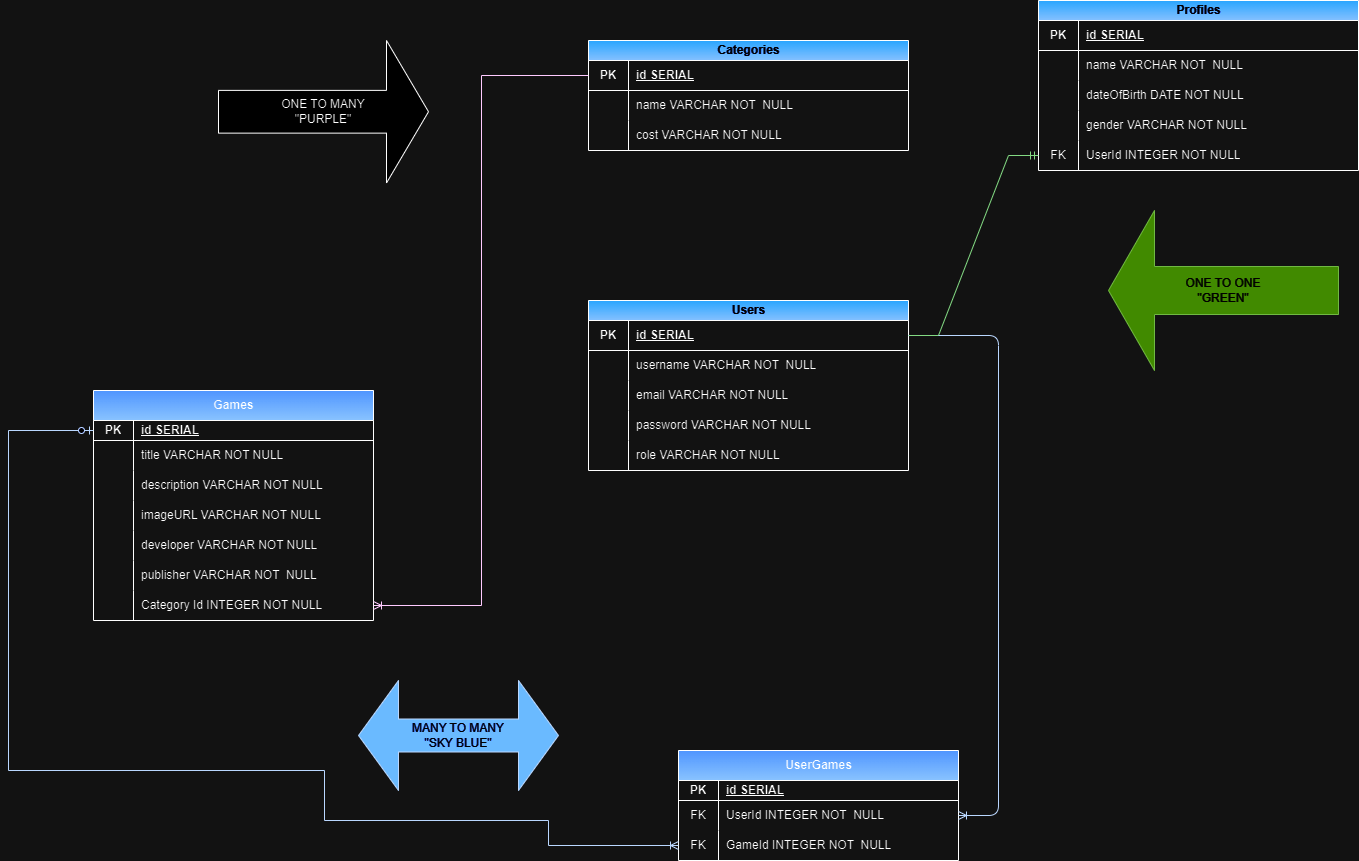 Profiles
PK id SERIAL
name VARCHAR NOT  NULL
dateOfBirth DATE NOT NULL
gender VARCHAR NOT NULL
FK UserId INTEGER NOT NULL
Categories
PK id SERIAL
name VARCHAR NOT  NULL
cost VARCHAR NOT NULL
ONE TO MANY
"PURPLE"
ONE TO ONE
"GREEN"
Users
PK id SERIAL
username VARCHAR NOT  NULL
email VARCHAR NOT NULL
password VARCHAR NOT NULL
role VARCHAR NOT NULL
Games
PK id SERIAL
title VARCHAR NOT NULL
description VARCHAR NOT NULL
imageURL VARCHAR NOT NULL
developer VARCHAR NOT NULL
publisher VARCHAR NOT  NULL
Category Id INTEGER NOT NULL
MANY TO MANY
"SKY BLUE"
UserGames
PK id SERIAL
FK UserId INTEGER NOT  NULL
FK GameId INTEGER NOT  NULL